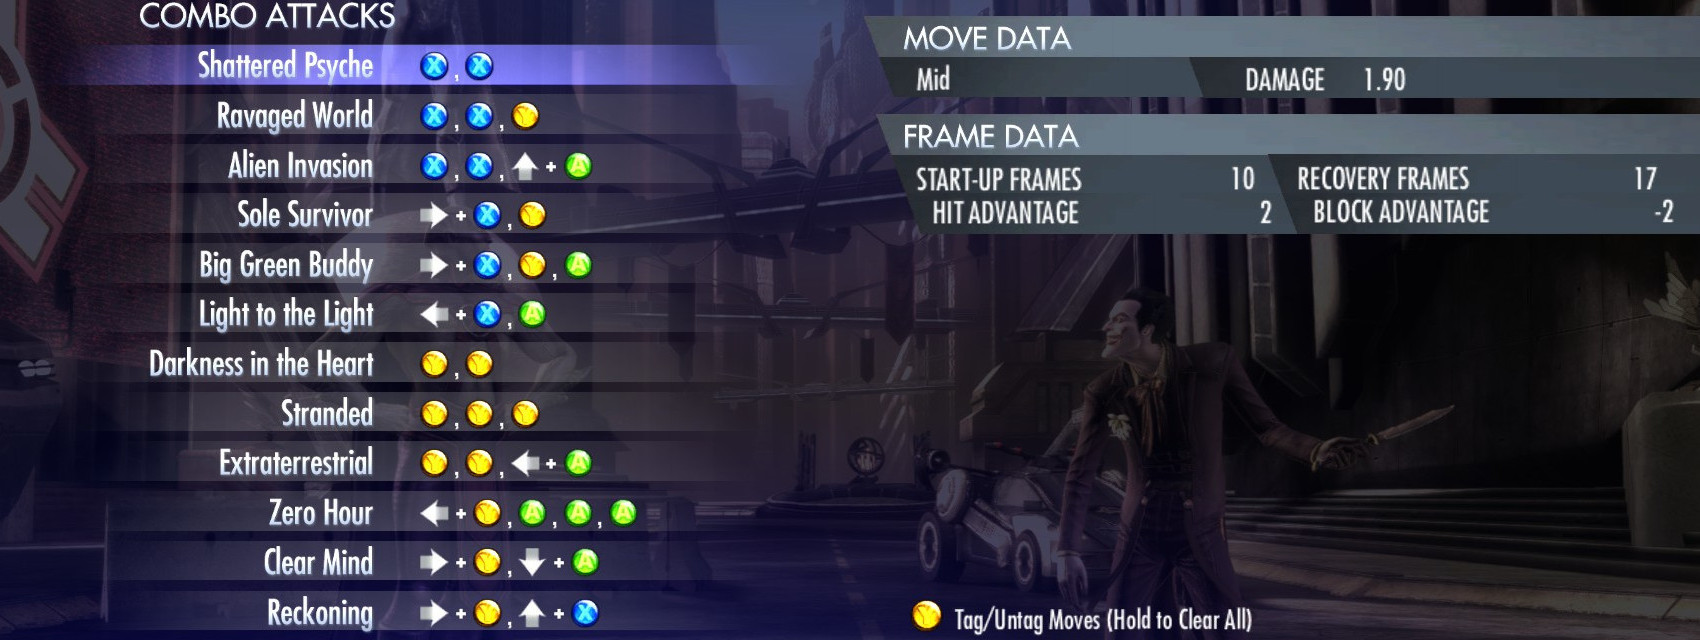 COMBO ATTACKS
Shattered Psyche X , X
Ravaged World X , X , Y
Alien Invasion X , X , + A
Sole Survivor + X , Y
Big Green Buddy + X , Y , A
Light to the Light + X , A
Darkness in the Heart Y , Y
Stranded Y , Y , Y
Extraterrestrial Y , Y , + A
Zero Hour + Y , A , A , A
Clear Mind + Y , + A
Reckoning + Y , + X
MOVE DATA
Mid DAMAGE 1.90
FRAME DATA
START-UP FRAMES 10 RECOVERY FRAMES 17
HIT ADVANTAGE 2 BLOCK ADVANTAGE -2
Y Tag/Untag Moves (Hold to Clear All)